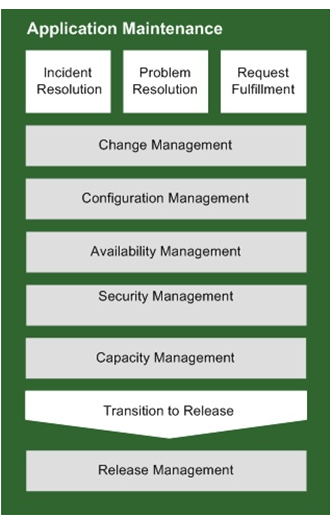 Application Maintenance
Incident
Resolution
Problem
Resolution
Request
Fulfillment
Change Management
Configuration Management
Availability Management
Security Management
Capacity Management
Transition to Release
Release Management